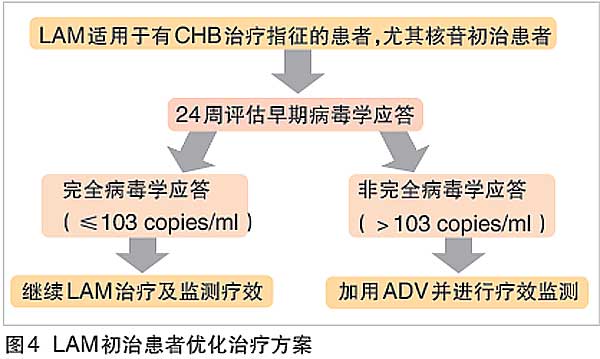 LAM适用于有CHB治疗指征的患者,尤其核苷初治患者
24周评估早期病毒学应答
完全病毒学应答
(≤103 copies/ml)
非完全病毒学应答
(>103 copies/ml)
继续LAM治疗及监测疗效
加用ADV并进行疗效监测
图4 LAM初治患者优化治疗方案